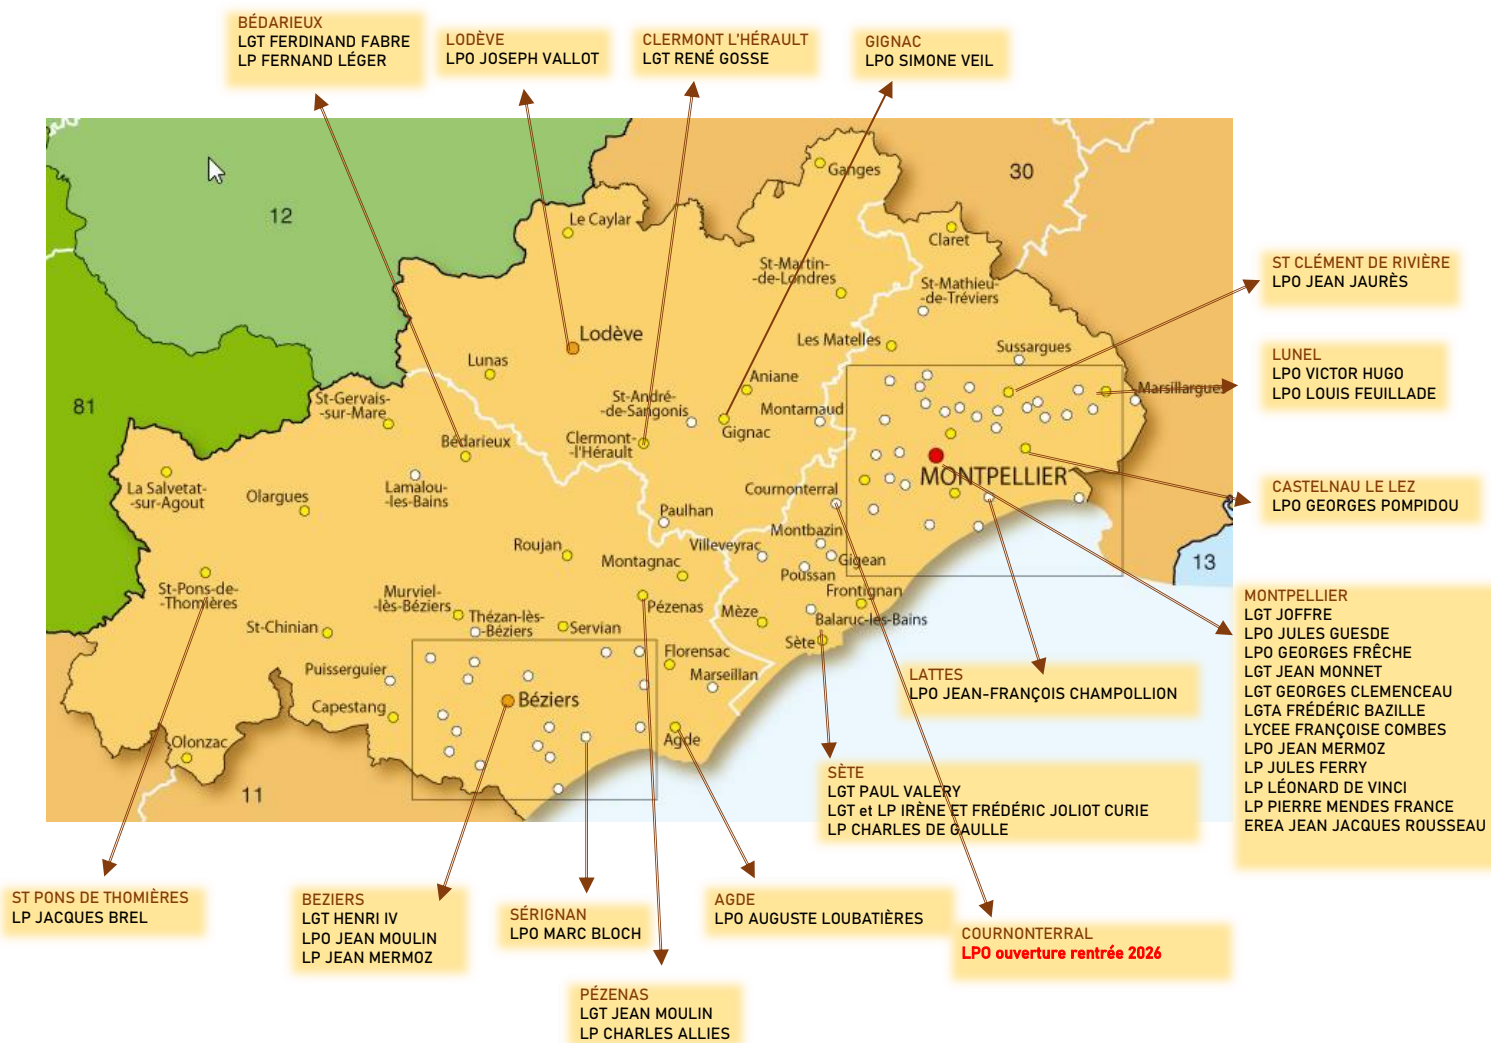 BÉDARIEUX
LGT FERDINAND FABRE
LP FERNAND LÉGER
LODÈVE
LPO JOSEPH VALLOT
CLERMONT L'HÉRAULT
LGT RENÉ GOSSE
GIGNAC
LPO SIMONE VEIL
12
30
81
11
13
Ganges
Le Caylar
Claret
St-Martin-
-de-Londres
St-Mathieu-
-de-Tréviers
Lodève
Les Matelles
Sussargues
Lunas
Aniane
St-Gervais-
-sur-Mare
St-André-
-de-Sangonis
Montarnaud
Marsillargues
Gignac
Bédarieux
Clermont-
-l'Hérault
MONTPELLIER
La Salvetat-
-sur-Agout
Olargues
Lamalou-
-les-Bains
Cournonterral
Paulhan
Roujan
Villeveyrac
Montbazin
Gigean
Montagnac
Poussan
St-Pons-de-
-Thomières
Murviel-
-lès-Béziers
Thézan-lès-
-Béziers
Pézenas
Mèze
Frontignan
Balaruc-les-Bains
St-Chinian
Servian
Sète
Florensac
Puisserguier
Marseillan
Capestang
Béziers
Agde
Olonzac
ST CLÉMENT DE RIVIÈRE
LPO JEAN JAURÈS
LUNEL
LPO VICTOR HUGO
LPO LOUIS FEUILLADE
CASTELNAU LE LEZ
LPO GEORGES POMPIDOU
MONTPELLIER
LGT JOFFRE
LPO JULES GUESDE
LPO GEORGES FRÊCHE
LGT JEAN MONNET
LGT GEORGES CLEMENCEAU
LGTA FRÉDÉRIC BAZILLE
LYCEE FRANÇOISE COMBES
LPO JEAN MERMOZ
LP JULES FERRY
LP LÉONARD DE VINCI
LP PIERRE MENDES FRANCE
EREA JEAN JACQUES ROUSSEAU
LATTES
LPO JEAN-FRANÇOIS CHAMPOLLION
SÈTE
LGT PAUL VALERY
LGT et LP IRÈNE ET FRÉDÉRIC JOLIOT CURIE
LP CHARLES DE GAULLE
ST PONS DE THOMIÈRES
LP JACQUES BREL
BEZIERS
LGT HENRI IV
LPO JEAN MOULIN
LP JEAN MERMOZ
SÉRIGNAN
LPO MARC BLOCH
AGDE
LPO AUGUSTE LOUBATIÈRES
COURNONTERRAL
LPO ouverture rentrée 2026
PÉZENAS
LGT JEAN MOULIN
LP CHARLES ALLIES